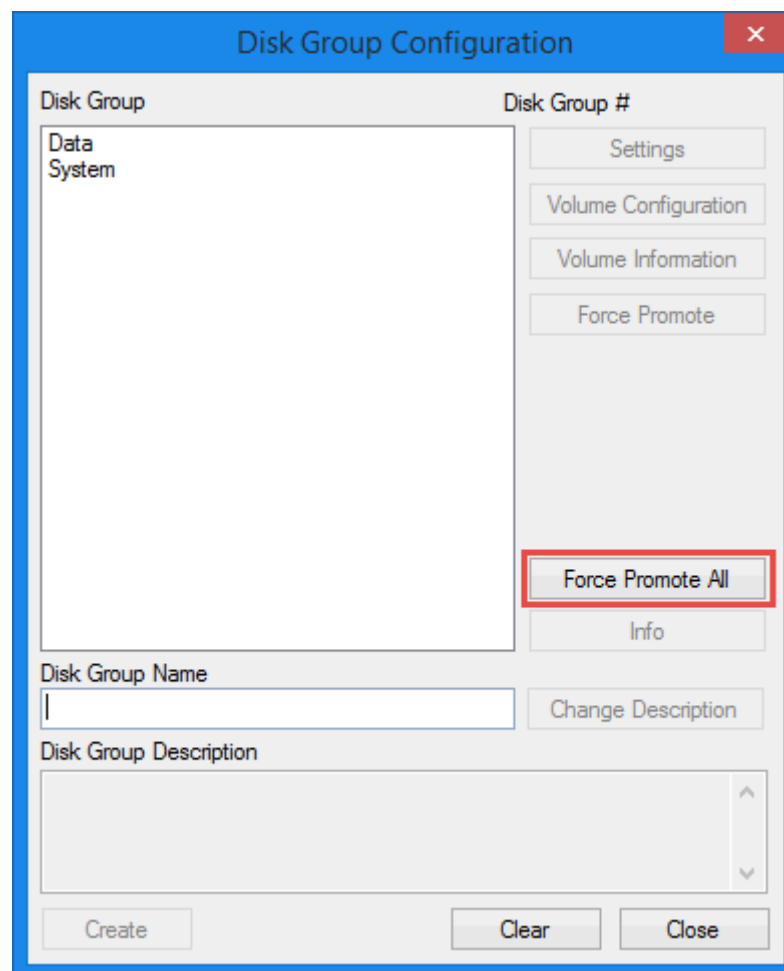 Disk Group Configuration
Disk Group
Disk Group #
Data
System
Settings
Volume Configuration
Volume Information
Force Promote
Force Promote All
Info
Disk Group Name
Change Description
Disk Group Description
Create
Clear
Close